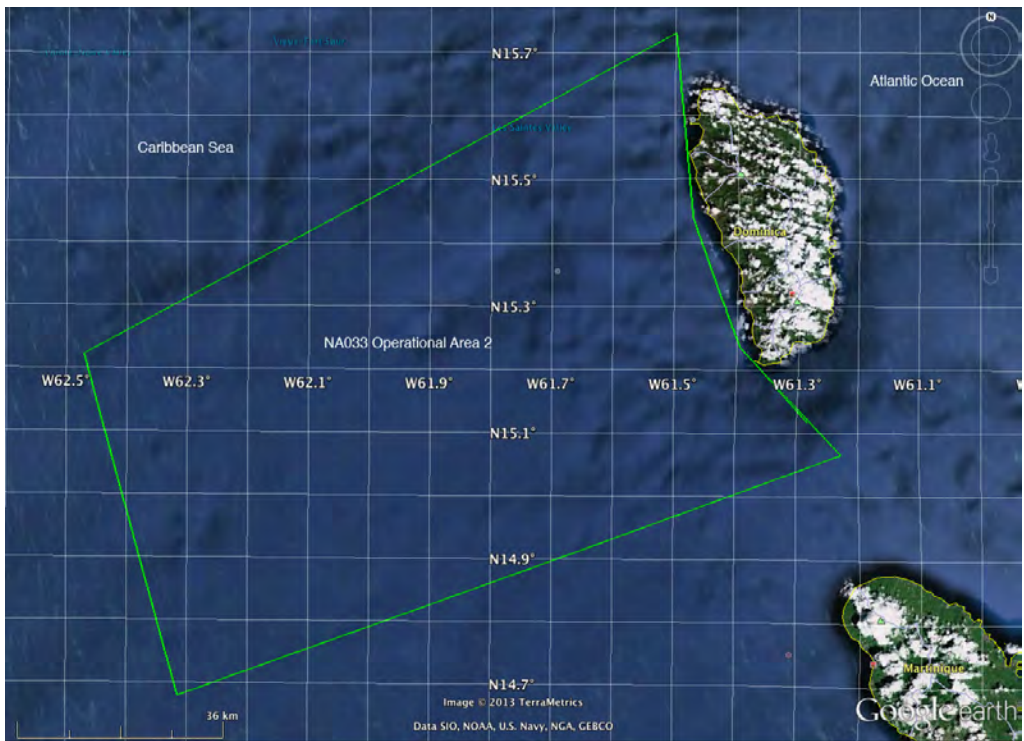 N
N15.7°
Atlantic Ocean
Caribbean Sea
N15.5°
Dominica
N15.3°
NA033 Operational Area 2
W62.5°
W62.3°
W62.1°
W61.9°
W61.7°
W61.5°
W61.3°
W61.1°
N15.1°
N14.9°
Martinique
N14.7°
36 km
Image © 2013 TerraMetrics
Data SIO, NOAA, U.S. Navy, NGA, GEBCO
Google earth